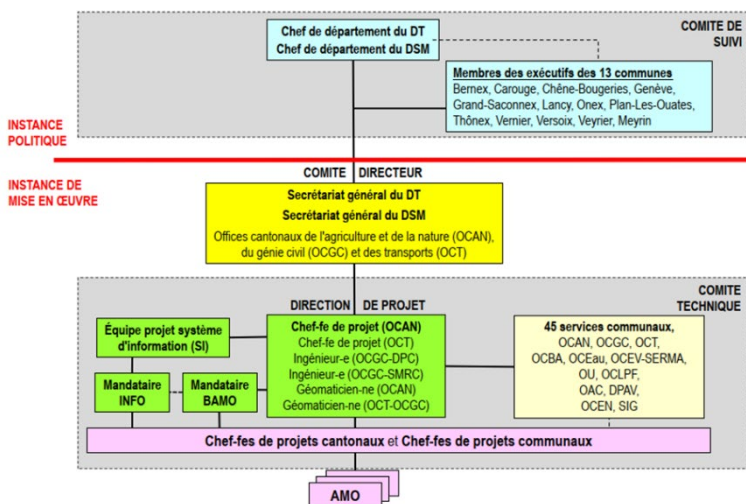 Chef de département du DT
Chef de département du DSM
COMITE DE
SUIVI
Membres des exécutifs des 13 communes
Bernex, Carouge, Chêne-Bougeries, Genève,
Grand-Saconnex, Lancy, Onex, Plan-Les-Ouates,
Thônex, Vernier, Versoix, Veyrier, Meyrin
INSTANCE
POLITIQUE
INSTANCE DE
MISE EN ŒUVRE
COMITE DIRECTEUR
Secrétariat général du DT
Secrétariat général du DSM
Offices cantonaux de l'agriculture et de la nature (OCAN),
du génie civil (OCGC) et des transports (OCT)
COMITE
TECHNIQUE
DIRECTION DE PROJET
Équipe projet système
d'information (SI)
Mandataire
INFO
Mandataire
BAMO
Chef-fe de projet (OCAN)
Chef-fe de projet (OCT)
Ingénieur-e (OCGC-DPC)
Ingénieur-e (OCGC-SMRC)
Géomaticien-ne (OCAN)
Géomaticien-ne (OCT-OCGC)
45 services communaux,
OCAN, OCGC, OCT,
OCBA, OCEau, OCEV-SERMA,
OU, OCLPF,
OAC, DPAV,
OCEN, SIG
Chef-fes de projets cantonaux et Chef-fes de projets communaux
AMO